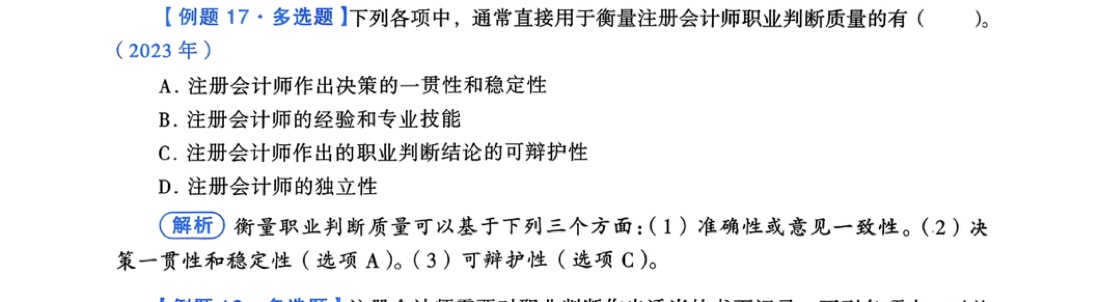 【例题 17·多选题】下列各项中，通常直接用于衡量注册会计师职业判断质量的有（　　）。
（2023 年）
A. 注册会计师作出决策的一贯性和稳定性
B. 注册会计师的经验和专业技能
C. 注册会计师作出的职业判断结论的可辩护性
D. 注册会计师的独立性
解析 衡量职业判断质量可以基于下列三个方面：（1）准确性或意见一致性。（2）决
策一贯性和稳定性（选项 A）。（3）可辩护性（选项 C）。